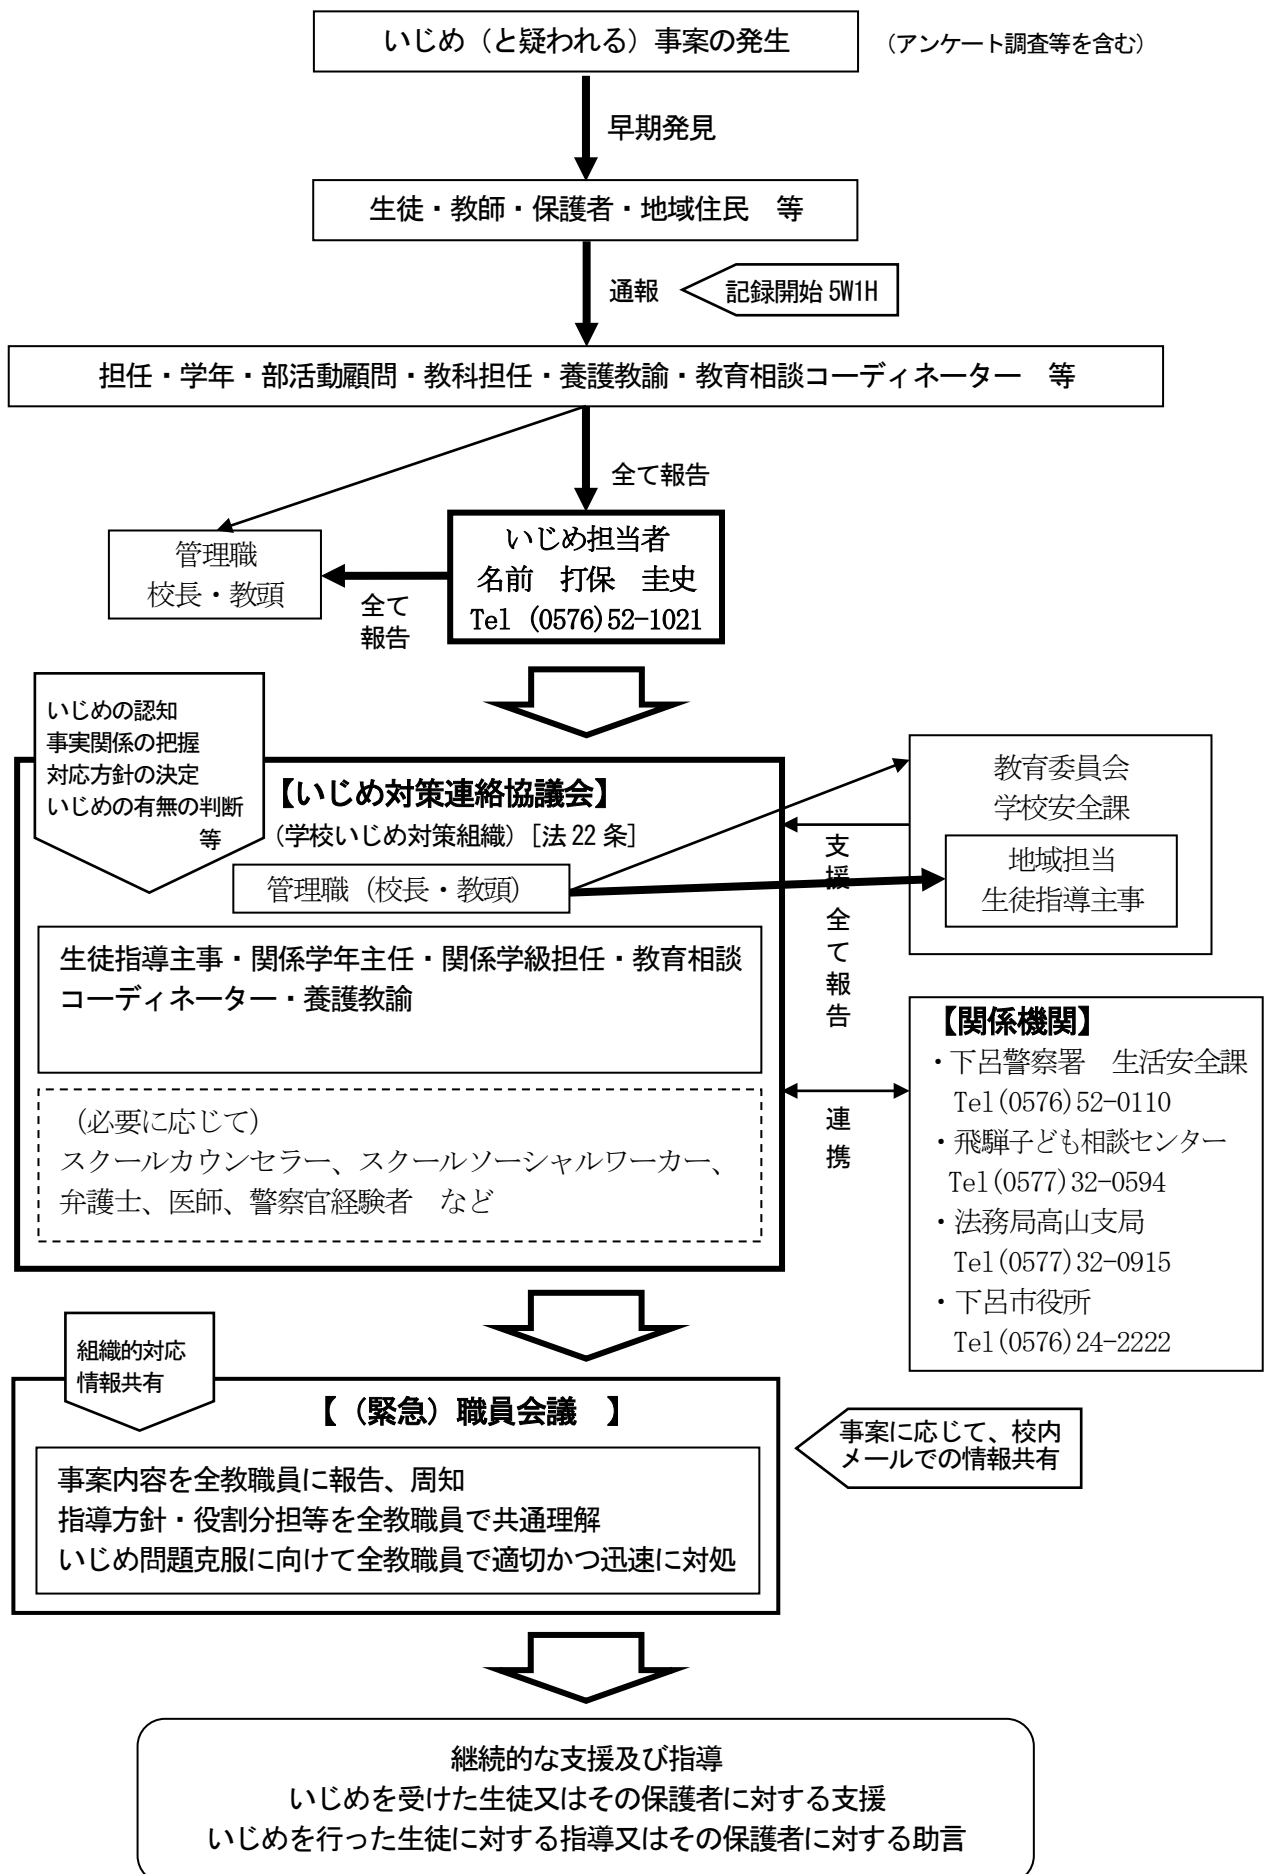 いじめ（と疑われる）事案の発生
（アンケート調査等を含む）
早期発見
生徒・教師・保護者・地域住民　等
通報
記録開始 5W1H
担任・学年・部活動顧問・教科担任・養護教諭・教育相談コーディネーター　等
全て報告
いじめ担当者
名前　打保　圭史
Tel (0576)52-1021
管理職
校長・教頭
全て
報告
いじめの認知
事実関係の把握
対応方針の決定
いじめの有無の判断
等
【いじめ対策連絡協議会】
（学校いじめ対策組織）［法 22 条］
管理職（校長・教頭）
生徒指導主事・関係学年主任・関係学級担任・教育相談
コーディネーター・養護教諭
（必要に応じて）
スクールカウンセラー、スクールソーシャルワーカー、
弁護士、医師、警察官経験者　など
支援
全て報告
教育委員会
学校安全課
地域担当
生徒指導主事
連携
【関係機関】
・下呂警察署　生活安全課
Tel(0576)52-0110
・飛騨子ども相談センター
Tel(0577)32-0594
・法務局高山支局
Tel(0577)32-0915
・下呂市役所
Tel(0576)24-2222
組織的対応
情報共有
【（緊急）職員会議　】
事案内容を全教職員に報告、周知
指導方針・役割分担等を全教職員で共通理解
いじめ問題克服に向けて全教職員で適切かつ迅速に対処
事案に応じて、校内
メールでの情報共有
継続的な支援及び指導
いじめを受けた生徒又はその保護者に対する支援
いじめを行った生徒に対する指導又はその保護者に対する助言